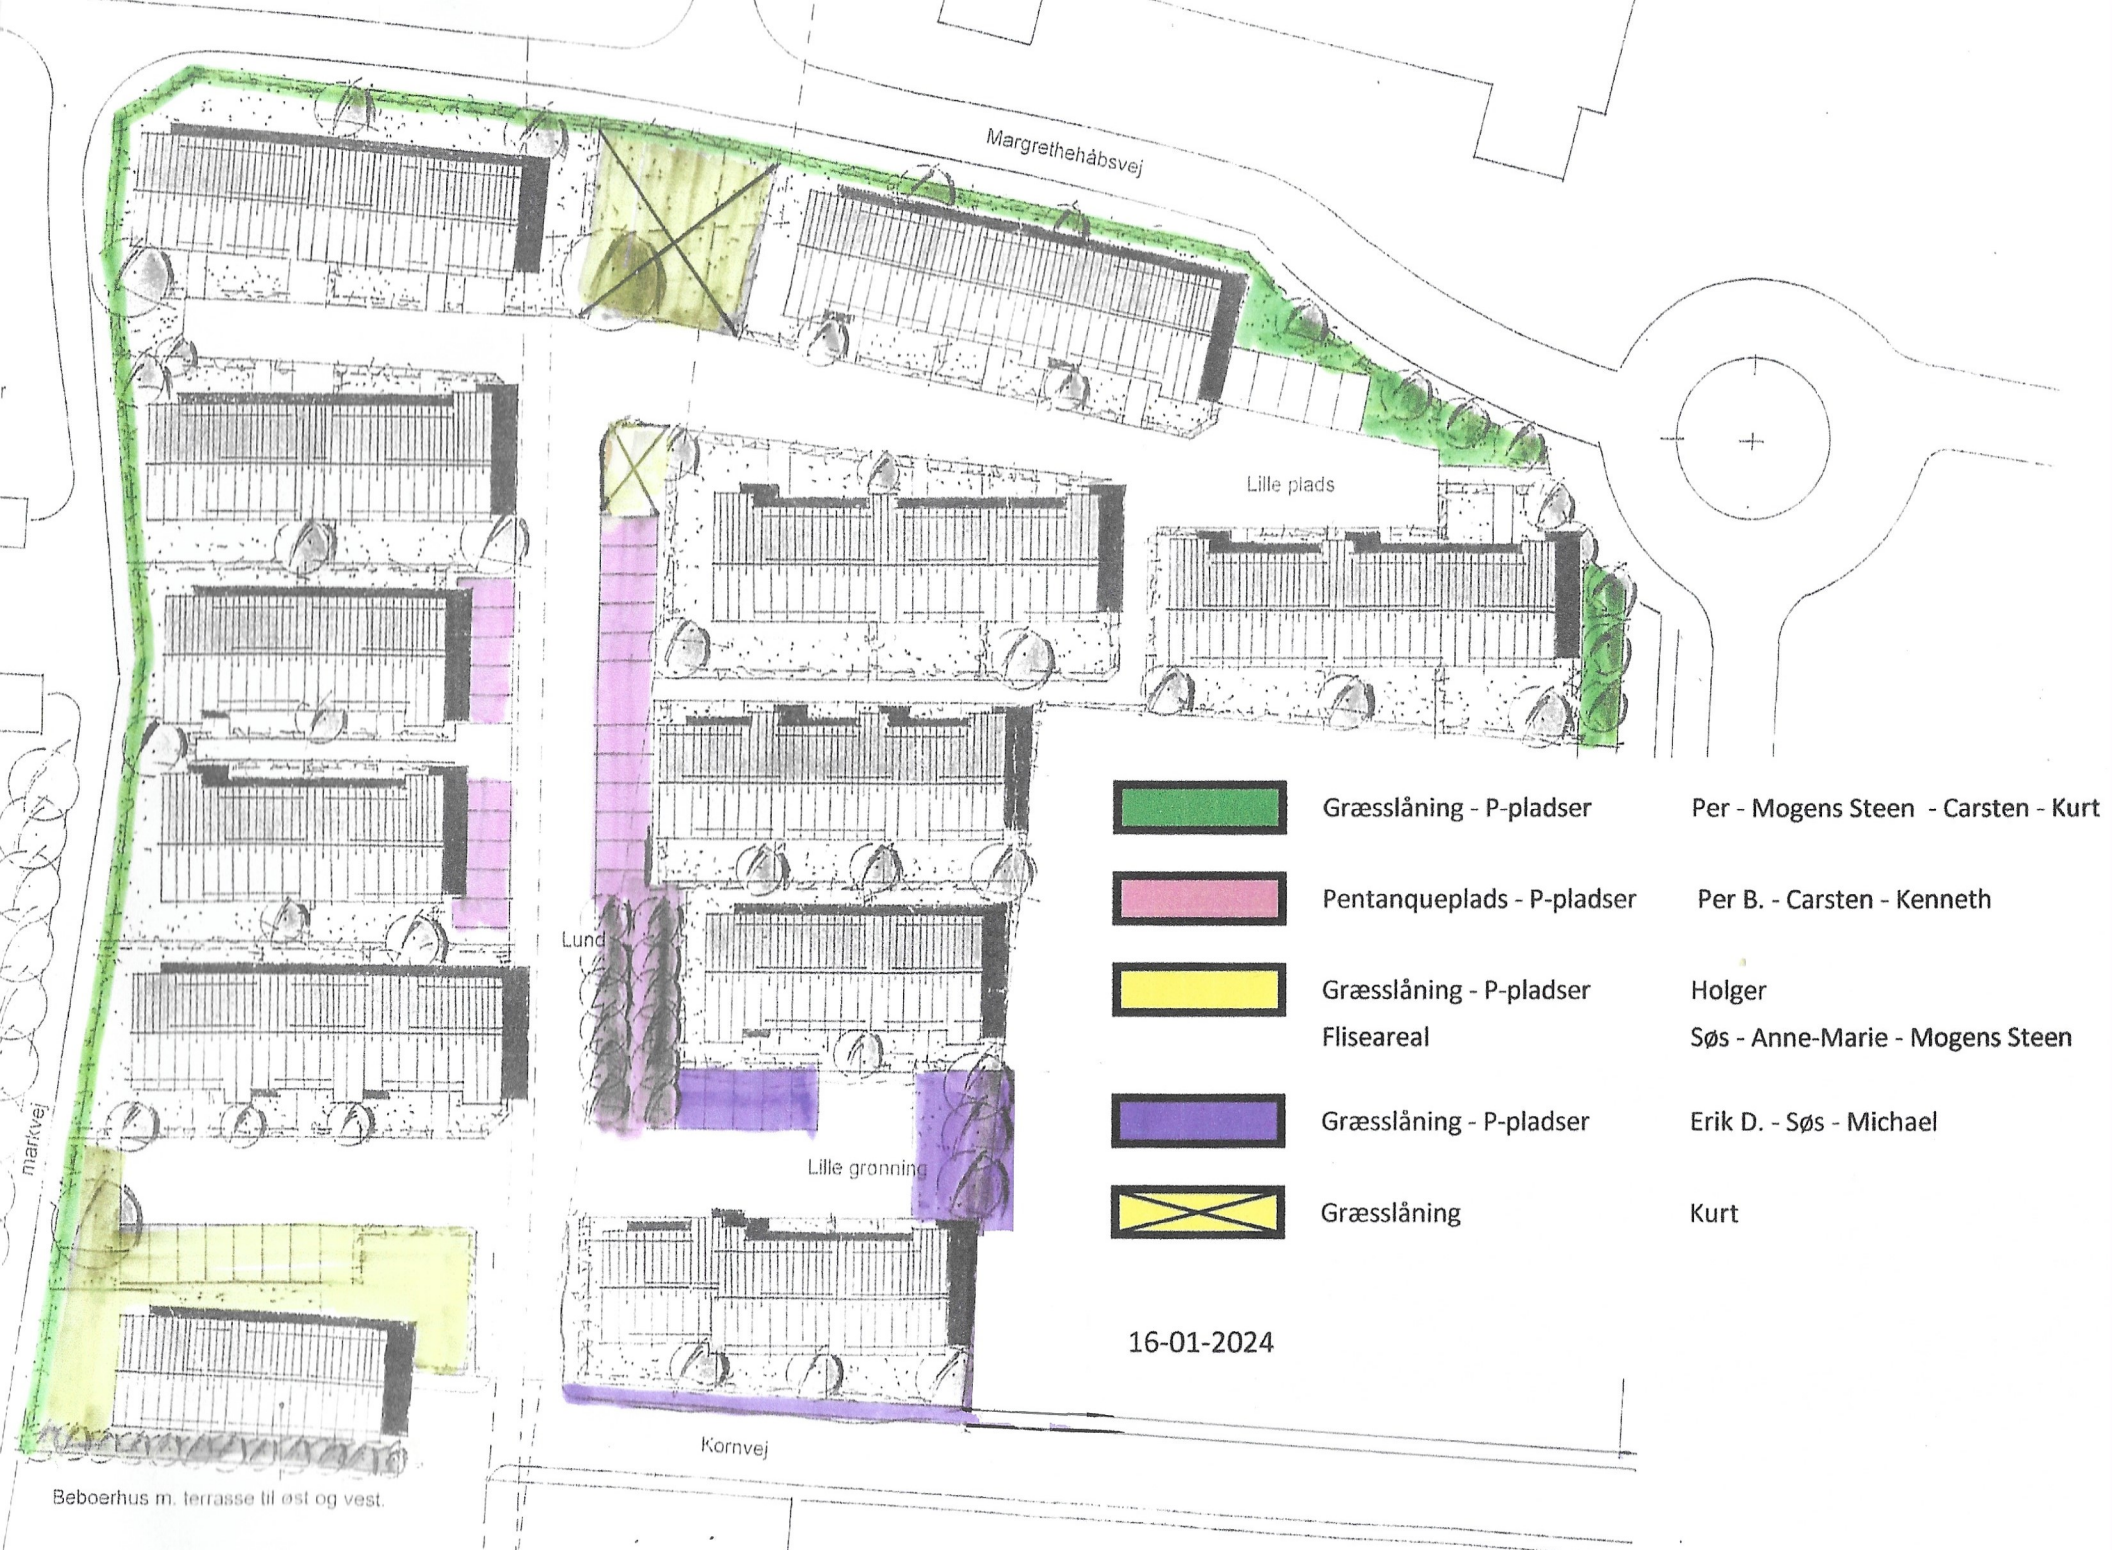 Margrethehåbsvej
Lille plads
Græsslåning - P-pladser Per - Mogens Steen - Carsten - Kurt
Pentanqueplads - P-pladser Per B. - Carsten - Kenneth
Lund
Græsslåning - P-pladser Holger
Fliseareal Søs - Anne-Marie - Mogens Steen
markvej
Græsslåning - P-pladser Erik D. - Søs - Michael
Lille grønning
Græsslåning Kurt
16-01-2024
Kornvej
Beboerhus m. terrasse til øst og vest.